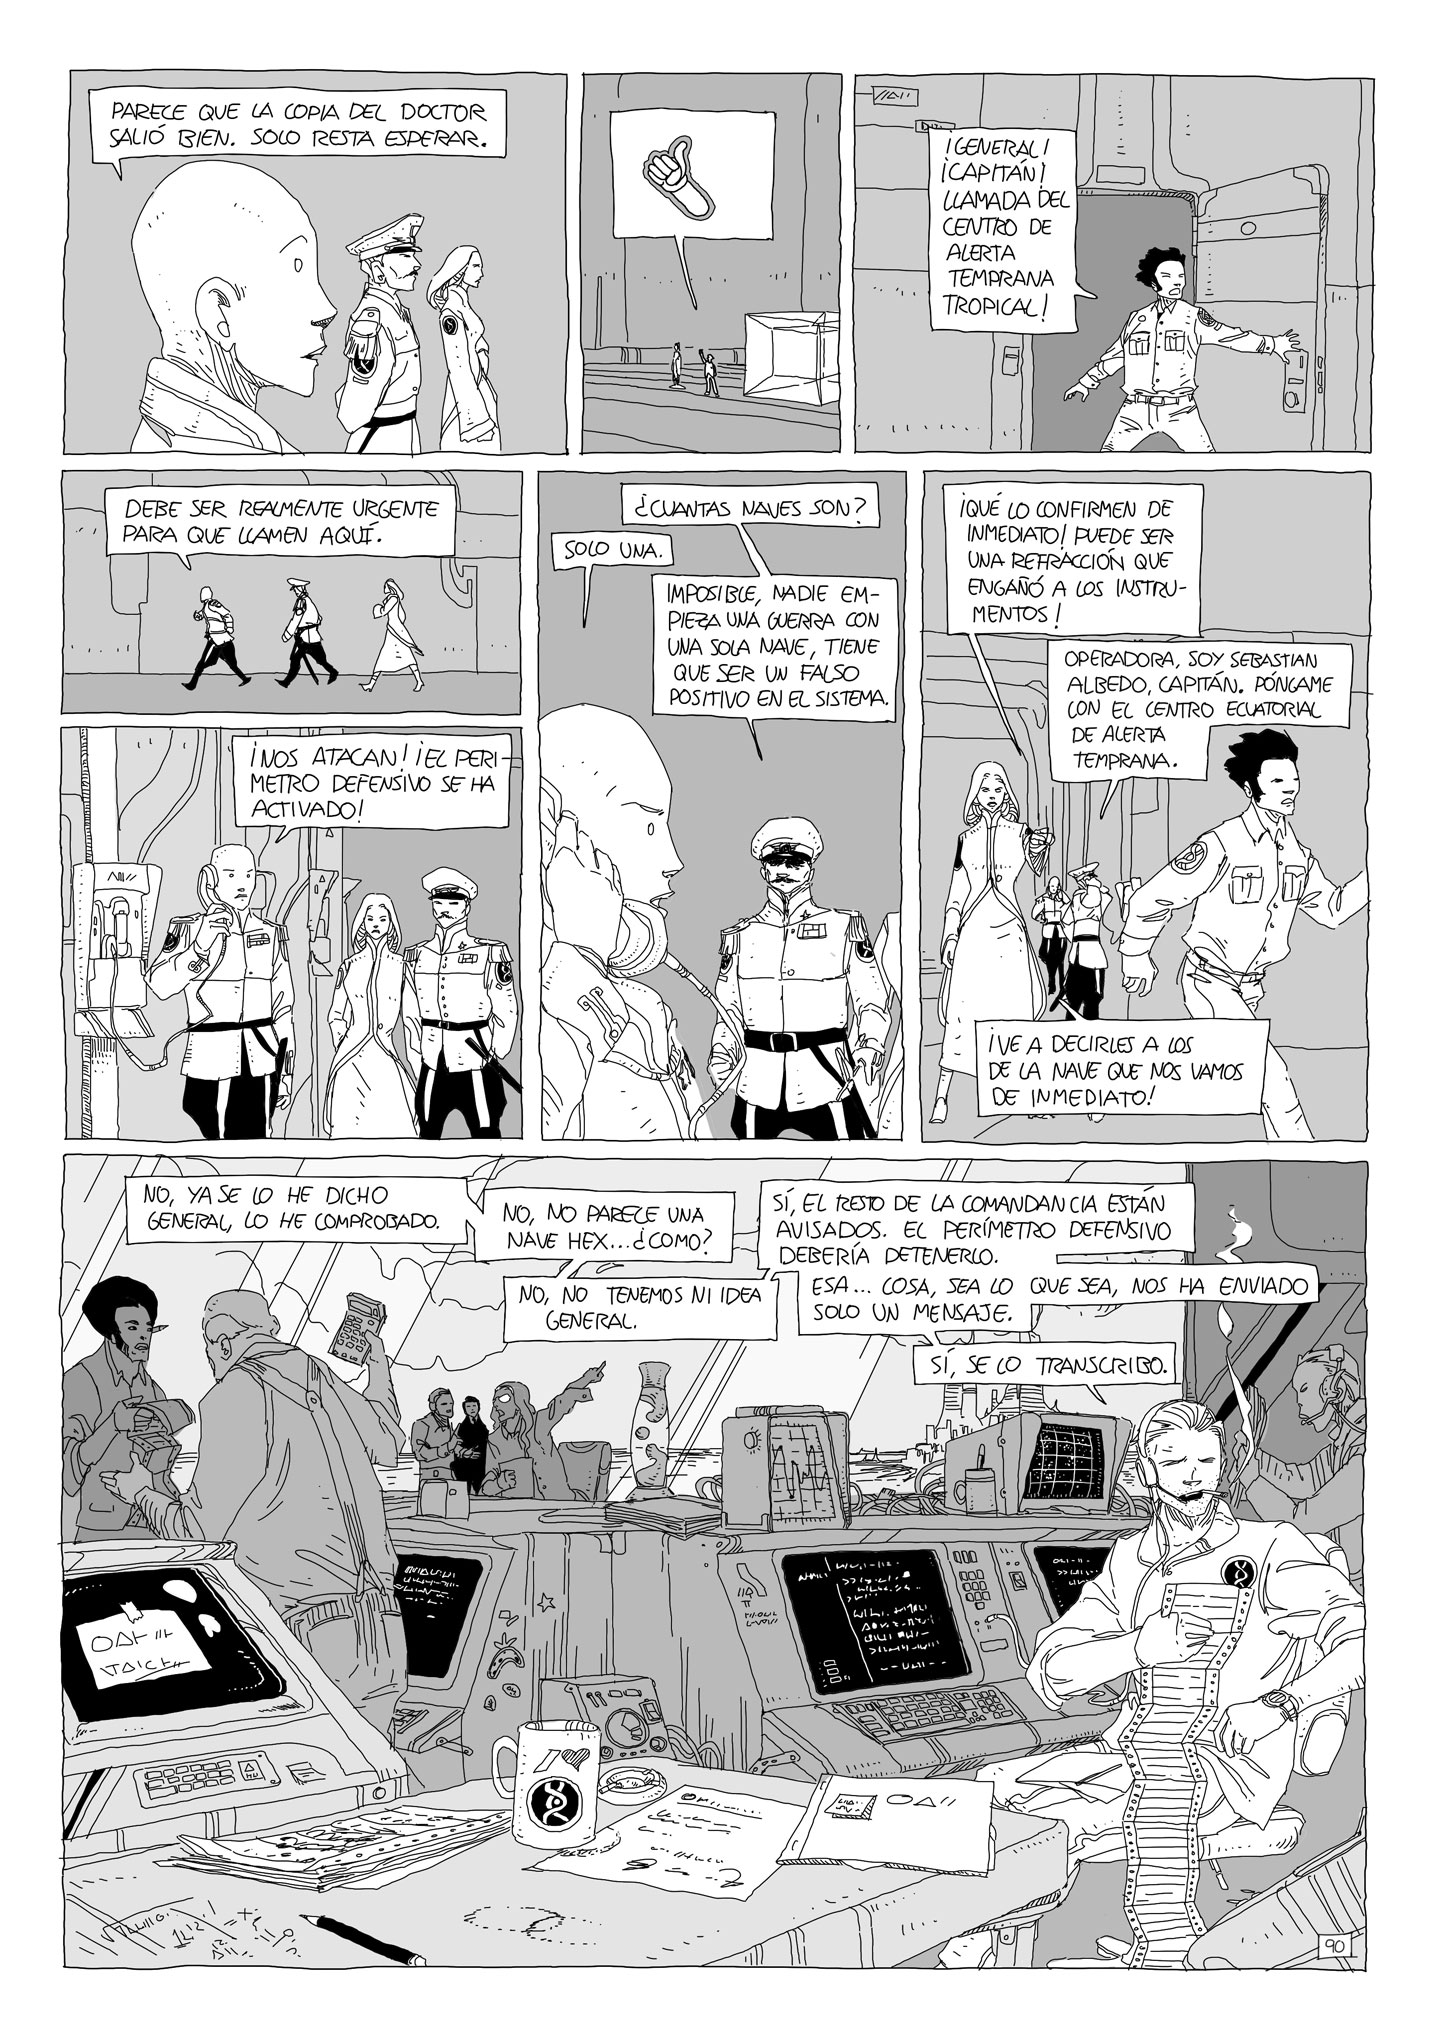 PARECE QUE LA COPIA DEL DOCTOR
SALIÓ BIEN. SOLO RESTA ESPERAR.
¡GENERAL!
¡CAPITÁN!
LLAMADA DEL
CENTRO DE
ALERTA
TEMPRANA
TROPICAL!
DEBE SER REALMENTE URGENTE
PARA QUE LLAMEN AQUÍ.
¡NOS ATACAN! ¡EL PERI-
METRO DEFENSIVO SE HA
ACTIVADO!
¿CUANTAS NAVES SON?
SOLO UNA.
IMPOSIBLE, NADIE EM-
PIEZA UNA GUERRA CON
UNA SOLA NAVE, TIENE
QUE SER UN FALSO
POSITIVO EN EL SISTEMA.
¡QUÉ LO CONFIRMEN DE
INMEDIATO! PUEDE SER
UNA REFRACCIÓN QUE
ENGAÑÓ A LOS INSTRU-
MENTOS!
OPERADORA, SOY SEBASTIAN
ALBEDO, CAPITÁN. PÓNGAME
CON EL CENTRO ECUATORIAL
DE ALERTA
TEMPRANA.
¡VE A DECIRLES A LOS
DE LA NAVE QUE NOS VAMOS
DE INMEDIATO!
NO, YA SE LO HE DICHO
GENERAL, LO HE COMPROBADO.
NO, NO PARECE UNA
NAVE HEX... ¿COMO?
NO, NO TENEMOS NI IDEA
GENERAL.
SÍ, EL RESTO DE LA COMANDANCIA ESTÁN
AVISADOS. EL PERÍMETRO DEFENSIVO
DEBERÍA DETENERLO.
ESA... COSA, SEA LO QUE SEA, NOS HA ENVIADO
SOLO UN MENSAJE.
SÍ, SE LO TRANSCRIBO.
I
90